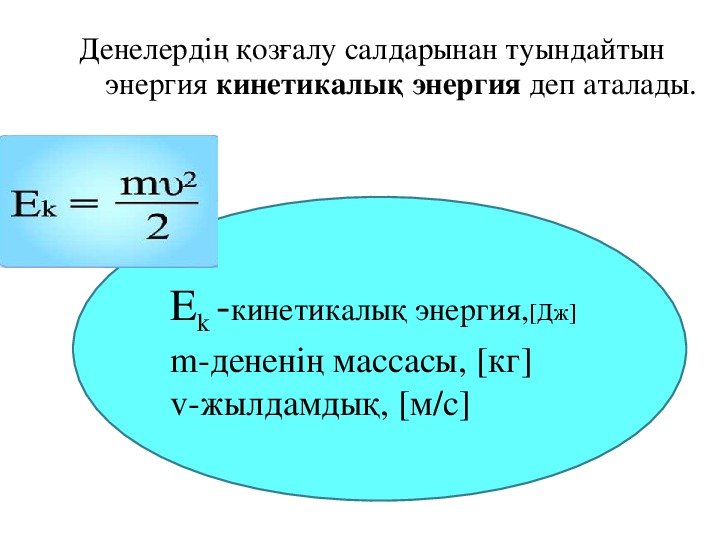 Денелердің қозғалу салдарынан туындайтын
энергия кинетикалық энергия деп аталады.
Ek = mυ²/2
Ek -кинетикалық энергия,[Дж]
m-дененің массасы, [кг]
v-жылдамдық, [м/с]